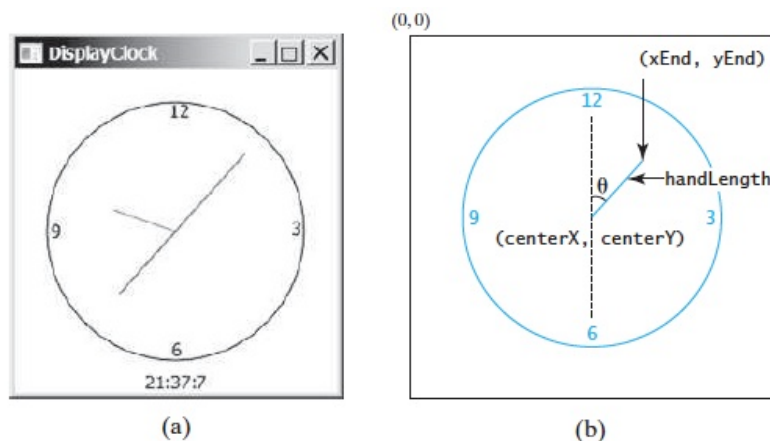 DisplayClock
12
9
3
6
21:37:7
(a)
(0, 0)
(xEnd, yEnd)
12
θ
handLength
9
3
(centerX, centerY)
6
(b)